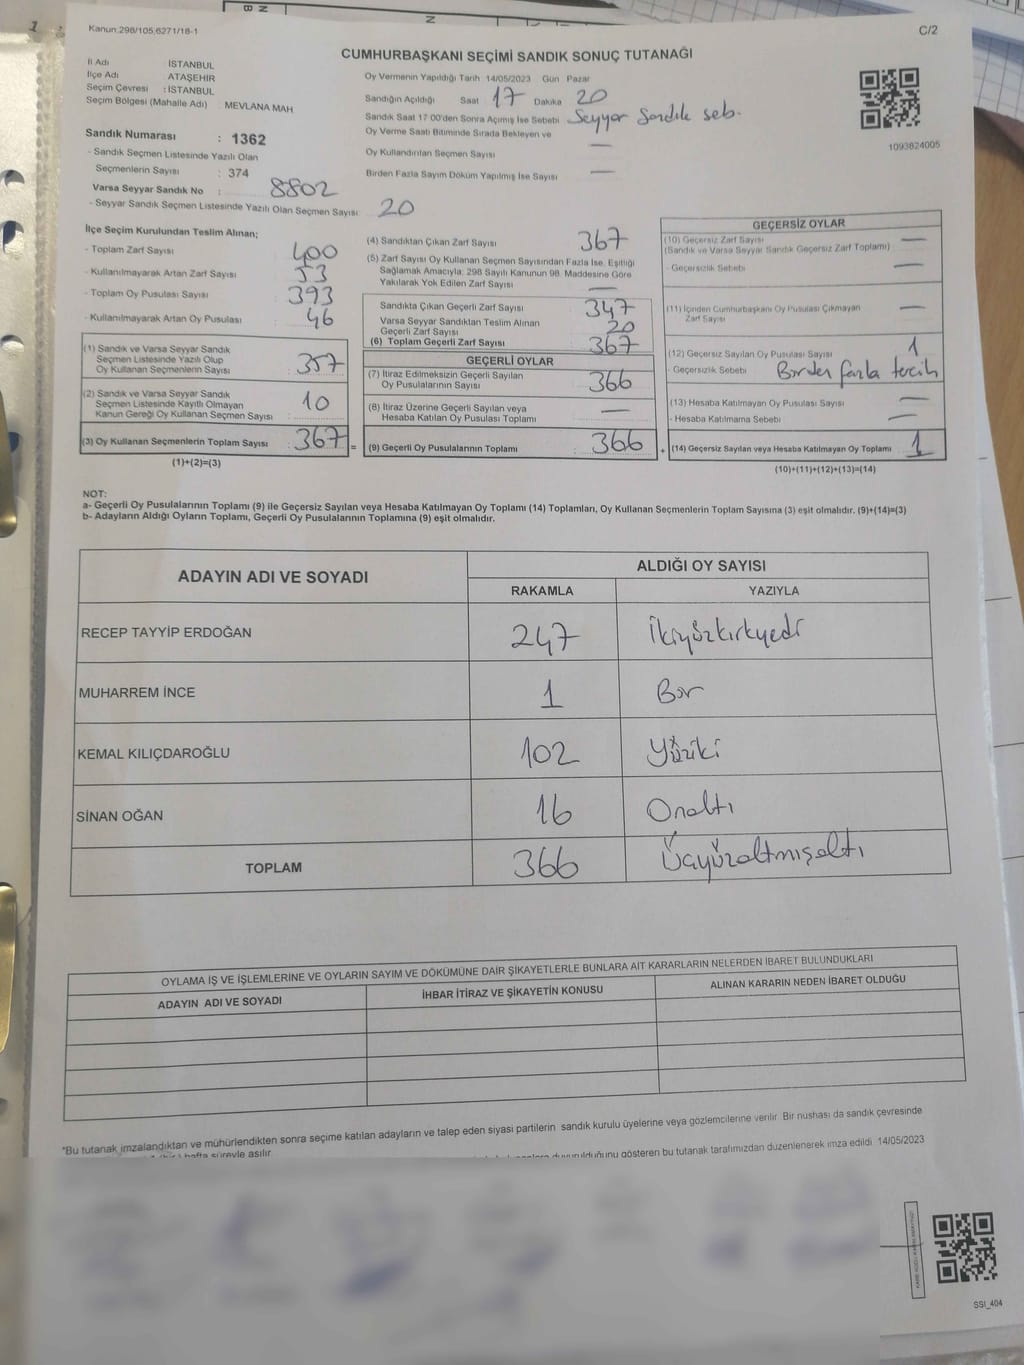 Kanun:298/105,6271/18-1
C/2
CUMHURBAŞKANI SEÇİMİ SANDIK SONUÇ TUTANAĞI
İl Adı İSTANBUL
İlçe Adı ATAŞEHİR
Seçim Çevresi : İSTANBUL
Seçim Bölgesi (Mahalle Adı) : MEVLANA MAH
Oy Vermenin Yapıldığı Tarih 14/05/2023 Gün Pazar
Sandığın Açıldığı Saat 17 Dakika 20
Sandık Saat 17:00'den Sonra Açılmış İse Sebebi Seyyar Sandık seb.
Oy Verme Saati Bitiminde Sırada Bekleyen ve
Oy Kullandırılan Seçmen Sayısı —
Birden Fazla Sayım Döküm Yapılmış İse Sayısı —
1093824005
Sandık Numarası : 1362
- Sandık Seçmen Listesinde Yazılı Olan
Seçmenlerin Sayısı : 374
Varsa Seyyar Sandık No : 8802
- Seyyar Sandık Seçmen Listesinde Yazılı Olan Seçmen Sayısı 20
İlçe Seçim Kurulundan Teslim Alınan;
- Toplam Zarf Sayısı : 400
- Kullanılmayarak Artan Zarf Sayısı : 53
- Toplam Oy Pusulası Sayısı : 393
- Kullanılmayarak Artan Oy Pusulası : 46
(1) Sandık ve Varsa Seyyar Sandık
Seçmen Listesinde Yazılı Olup
Oy Kullanan Seçmenlerin Sayısı : 357
(2) Sandık ve Varsa Seyyar Sandık
Seçmen Listesinde Kayıtlı Olmayan
Kanun Gereği Oy Kullanan Seçmen Sayısı : 10
(3) Oy Kullanan Seçmenlerin Toplam Sayısı : 367 =
(1)+(2)=(3)
(4) Sandıktan Çıkan Zarf Sayısı 367
(5) Zarf Sayısı Oy Kullanan Seçmen Sayısından Fazla İse, Eşitliği
Sağlamak Amacıyla, 298 Sayılı Kanunun 98. Maddesine Göre
Yakılarak Yok Edilen Zarf Sayısı —
Sandıkta Çıkan Geçerli Zarf Sayısı 347
Varsa Seyyar Sandıktan Teslim Alınan
Geçerli Zarf Sayısı 20
(6) Toplam Geçerli Zarf Sayısı 367
GEÇERLİ OYLAR
(7) İtiraz Edilmeksizin Geçerli Sayılan
Oy Pusulalarının Sayısı : 366
(8) İtiraz Üzerine Geçerli Sayılan veya
Hesaba Katılan Oy Pusulası Toplamı : —
(9) Geçerli Oy Pusulalarının Toplamı : 366 +
GEÇERSİZ OYLAR
(10) Geçersiz Zarf Sayısı —
(Sandık ve Varsa Seyyar Sandık Geçersiz Zarf Toplamı)
- Geçersizlik Sebebi —
(11) İçinden Cumhurbaşkanı Oy Pusulası Çıkmayan
Zarf Sayısı —
(12) Geçersiz Sayılan Oy Pusulası Sayısı 1
- Geçersizlik Sebebi Birden fazla tercih
(13) Hesaba Katılmayan Oy Pusulası Sayısı —
- Hesaba Katılmama Sebebi —
(14) Geçersiz Sayılan veya Hesaba Katılmayan Oy Toplamı 1
(10)+(11)+(12)+(13)=(14)
NOT:
a- Geçerli Oy Pusulalarının Toplamı (9) ile Geçersiz Sayılan veya Hesaba Katılmayan Oy Toplamı (14) Toplamları, Oy Kullanan Seçmenlerin Toplam Sayısına (3) eşit olmalıdır. (9)+(14)=(3)
b- Adayların Aldığı Oyların Toplamı, Geçerli Oy Pusulalarının Toplamına (9) eşit olmalıdır.
ADAYIN ADI VE SOYADI
ALDIĞI OY SAYISI
RAKAMLA YAZIYLA
RECEP TAYYİP ERDOĞAN 247 İkiyüzkırkyedi
MUHARREM İNCE 1 Bir
KEMAL KILIÇDAROĞLU 102 Yüziki
SİNAN OĞAN 16 Onaltı
TOPLAM 366 Üçyüzaltmışaltı
OYLAMA İŞ VE İŞLEMLERİNE VE OYLARIN SAYIM VE DÖKÜMÜNE DAİR ŞİKAYETLERLE BUNLARA AİT KARARLARIN NELERDEN İBARET BULUNDUKLARI
ADAYIN ADI VE SOYADI İHBAR İTİRAZ VE ŞİKAYETİN KONUSU ALINAN KARARIN NEDEN İBARET OLDUĞU
*Bu tutanak imzalandıktan ve mühürlendikten sonra seçime katılan adayların ve talep eden siyasi partilerin sandık kurulu üyelerine veya gözlemcilerine verilir. Bir nushası da sandık çevresinde
hafta süreyle asılır. duyurulduğunu gösteren bu tutanak tarafımızdan düzenlenerek imza edildi. 14/05/2023
SSI_404